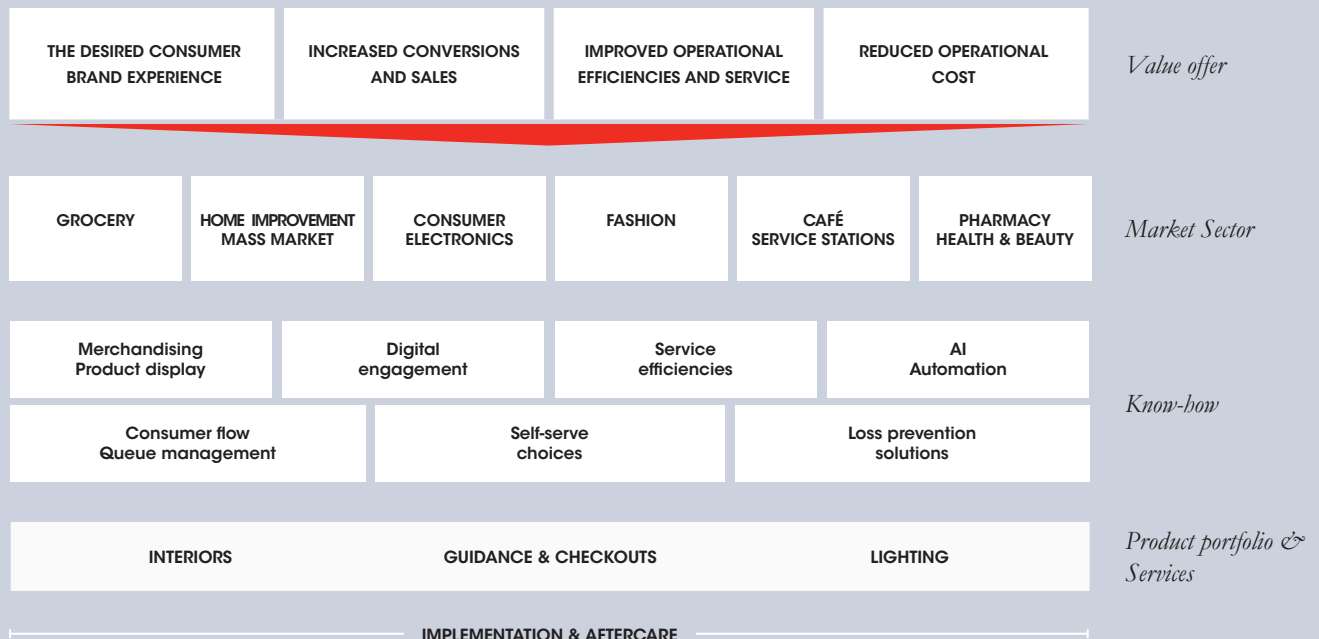 THE DESIRED CONSUMER
BRAND EXPERIENCE
INCREASED CONVERSIONS
AND SALES
IMPROVED OPERATIONAL
EFFICIENCIES AND SERVICE
REDUCED OPERATIONAL
COST
Value offer
GROCERY
HOME IMPROVEMENT
MASS MARKET
CONSUMER
ELECTRONICS
FASHION
CAFÉ
SERVICE STATIONS
PHARMACY
HEALTH & BEAUTY
Market Sector
Merchandising
Product display
Digital
engagement
Service
efficiencies
AI
Automation
Know-how
Consumer flow
Queue management
Self-serve
choices
Loss prevention
solutions
INTERIORS
GUIDANCE & CHECKOUTS
LIGHTING
Product portfolio &
Services
IMPLEMENTATION & AFTERCARE